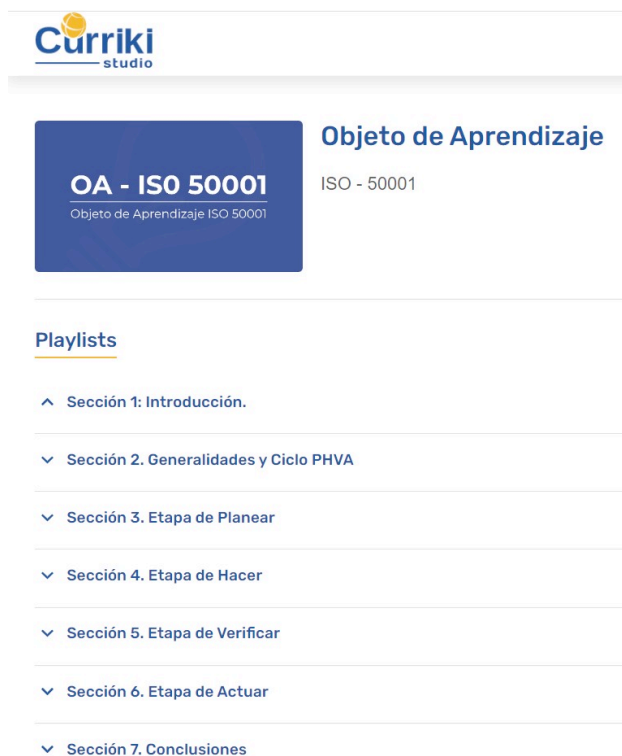 Curriki
studio
OA - IS0 50001
Objeto de Aprendizaje ISO 50001
Objeto de Aprendizaje
ISO - 50001
Playlists
Sección 1: Introducción.
Sección 2. Generalidades y Ciclo PHVA
Sección 3. Etapa de Planear
Sección 4. Etapa de Hacer
Sección 5. Etapa de Verificar
Sección 6. Etapa de Actuar
Sección 7. Conclusiones